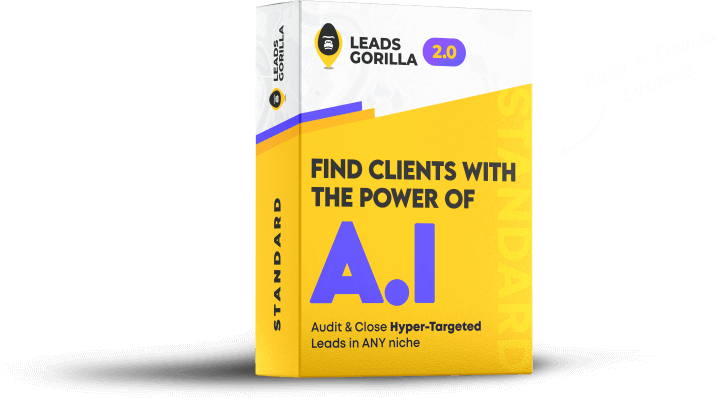 LEADS
GORILLA
2.0
LEADS
GORILLA
STANDARD
FIND CLIENTS WITH
THE POWER OF
A.I
Audit & Close Hyper-Targeted
Leads in ANY niche
STANDARD